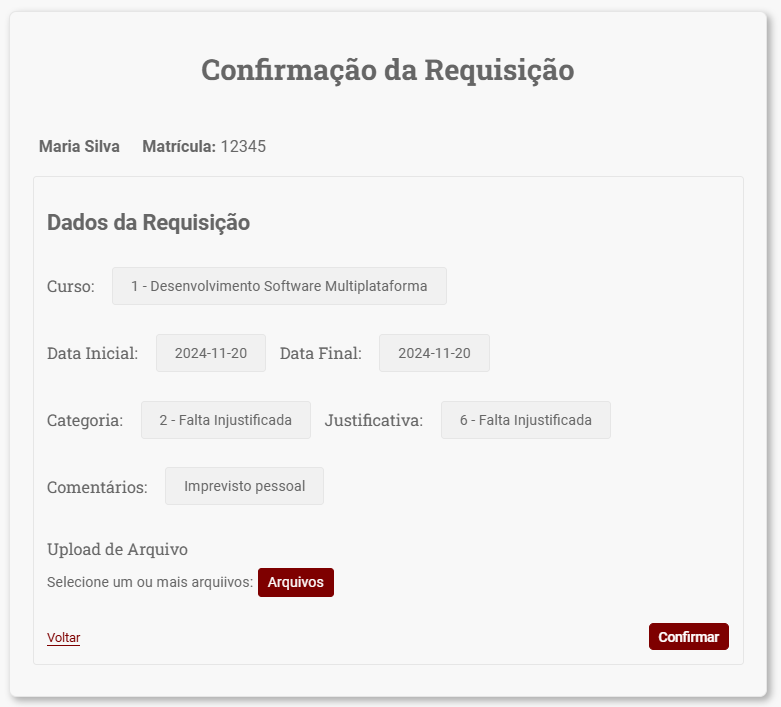 Confirmação da Requisição
Maria Silva Matrícula: 12345
Dados da Requisição
Curso: 1 - Desenvolvimento Software Multiplataforma
Data Inicial: 2024-11-20 Data Final: 2024-11-20
Categoria: 2 - Falta Injustificada Justificativa: 6 - Falta Injustificada
Comentários: Imprevisto pessoal
Upload de Arquivo
Selecione um ou mais arquiivos: Arquivos
Voltar Confirmar